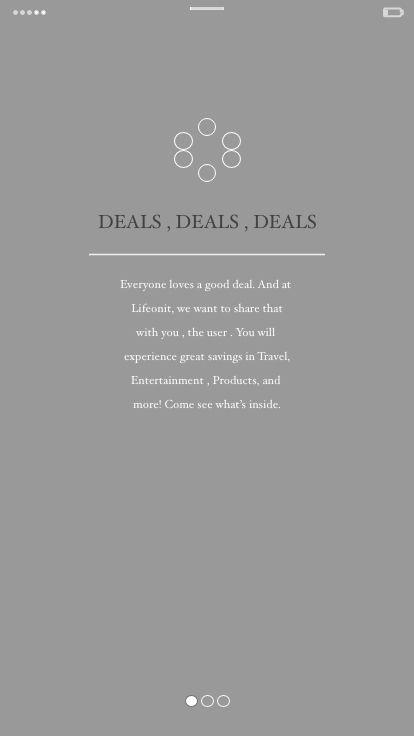 DEALS , DEALS , DEALS
Everyone loves a good deal. And at
Lifeonit, we want to share that
with you , the user . You will
experience great savings in Travel,
Entertainment , Products, and
more! Come see what’s inside.